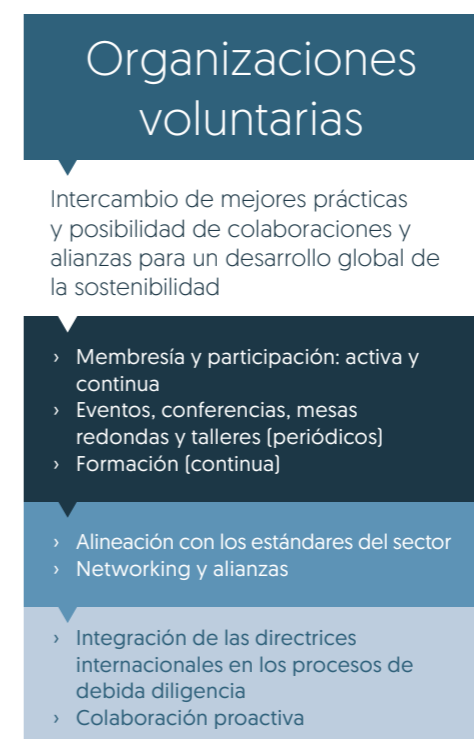 Organizaciones
voluntarias
Intercambio de mejores prácticas
y posibilidad de colaboraciones y
alianzas para un desarrollo global de
la sostenibilidad
› Membresía y participación: activa y
continua
› Eventos, conferencias, mesas
redondas y talleres (periódicos)
› Formación (continua)
› Alineación con los estándares del sector
› Networking y alianzas
› Integración de las directrices
internacionales en los procesos de
debida diligencia
› Colaboración proactiva